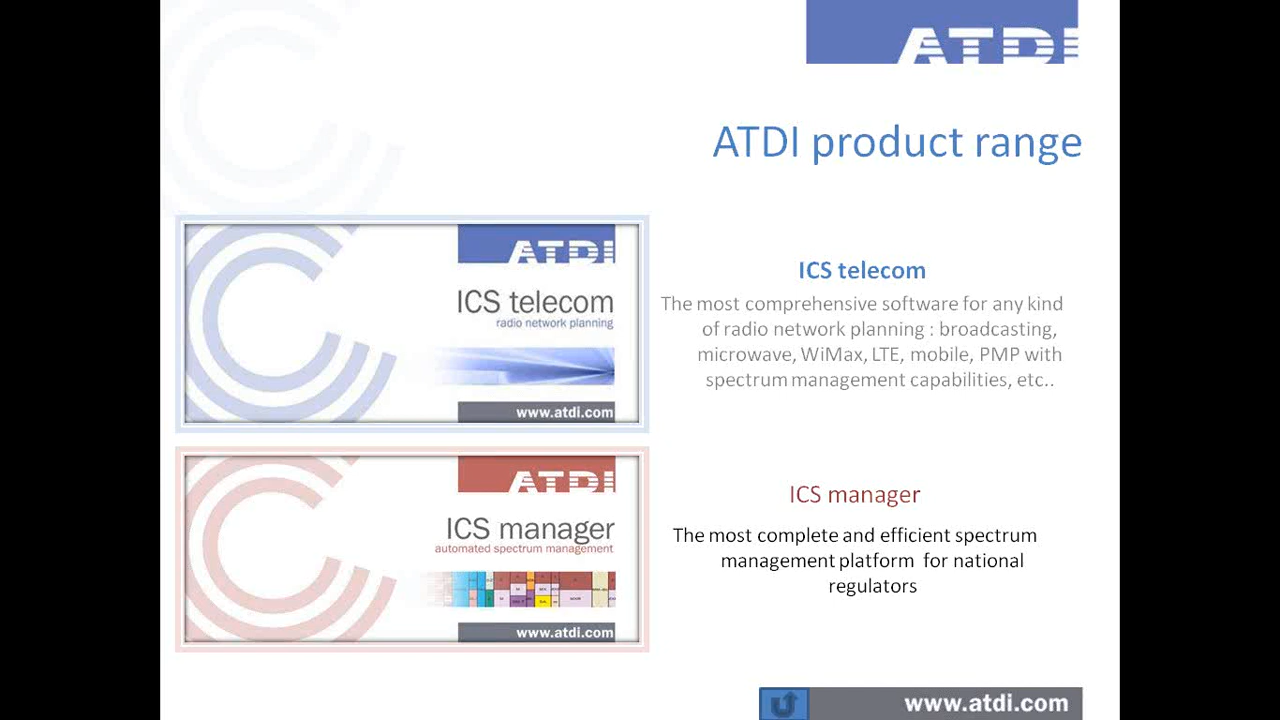 ATDI
ATDI product range
ATDI
ICS telecom
radio network planning
www.atdi.com
ICS telecom
The most comprehensive software for any kind
of radio network planning : broadcasting,
microwave, WiMax, LTE, mobile, PMP with
spectrum management capabilities, etc..
ATDI
ICS manager
automated spectrum management
www.atdi.com
ICS manager
The most complete and efficient spectrum
management platform for national
regulators
www.atdi.com